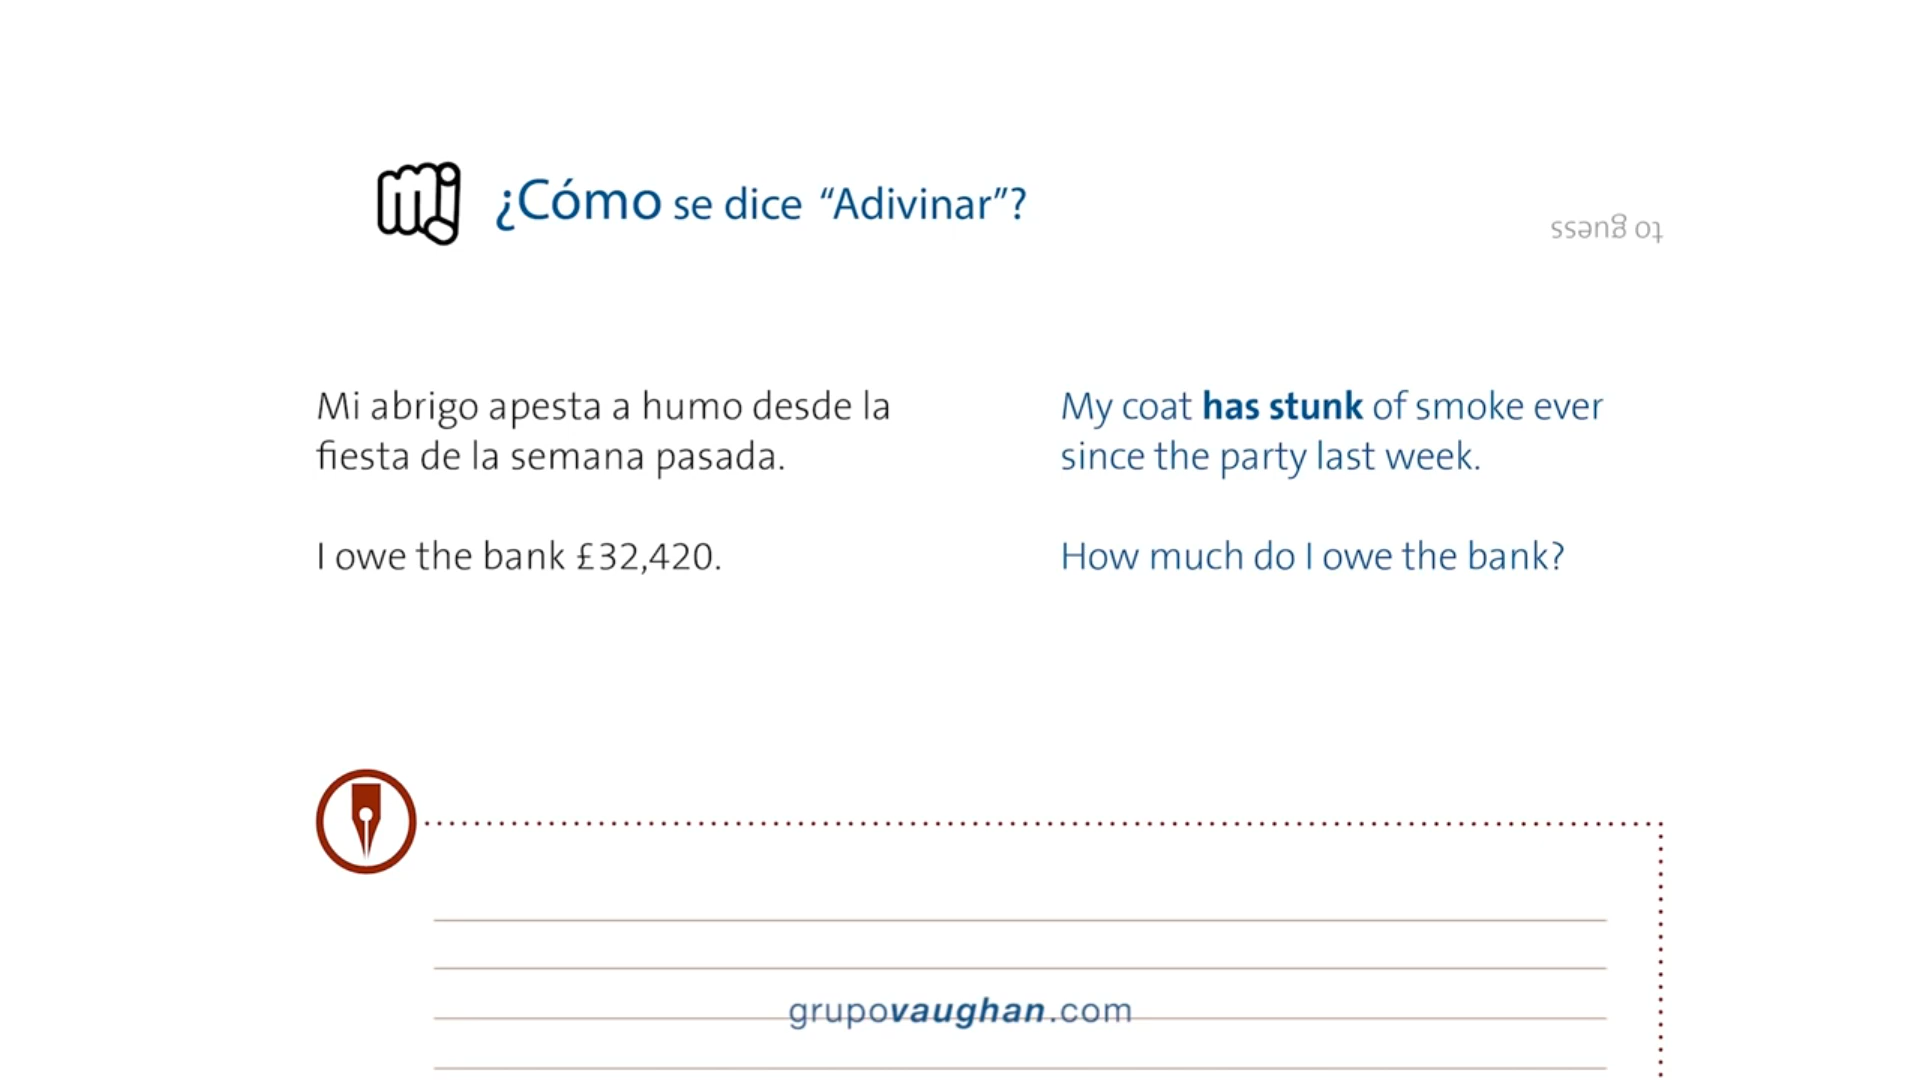 ¿Cómo se dice “Adivinar”?
to guess
Mi abrigo apesta a humo desde la
fiesta de la semana pasada.
My coat has stunk of smoke ever
since the party last week.
I owe the bank £32,420.
How much do I owe the bank?
grupovaughan.com